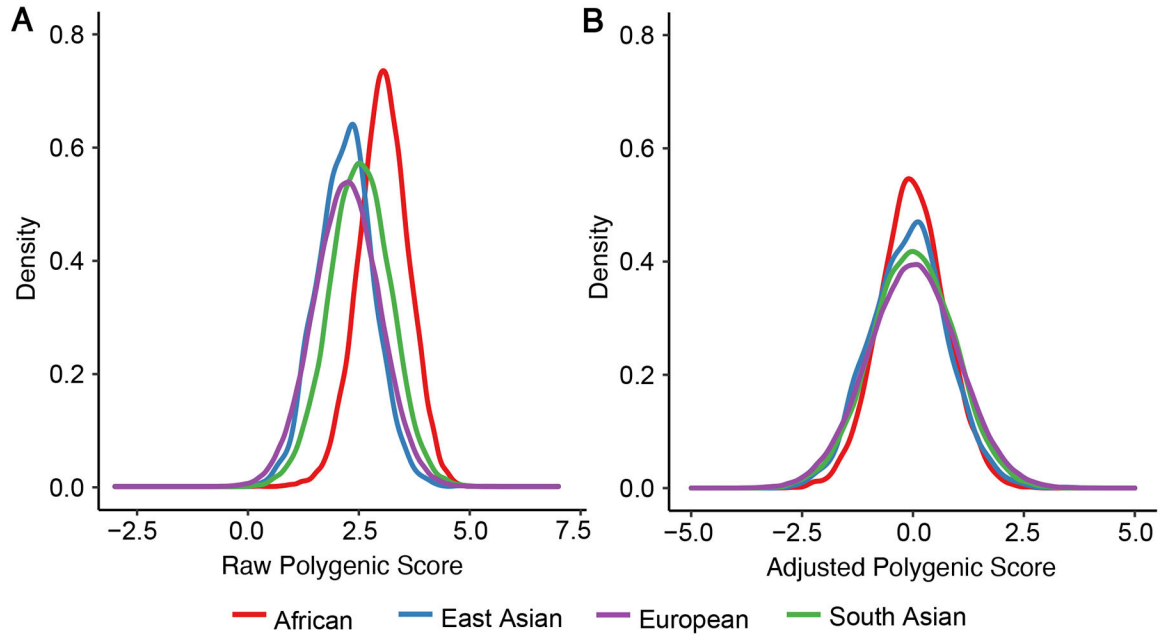 A
0.8
0.6
0.4
0.2
0.0
Density
−2.5 0.0 2.5 5.0 7.5
Raw Polygenic Score
B
0.8
0.6
0.4
0.2
0.0
Density
−5.0 −2.5 0.0 2.5 5.0
Adjusted Polygenic Score
African East Asian European South Asian